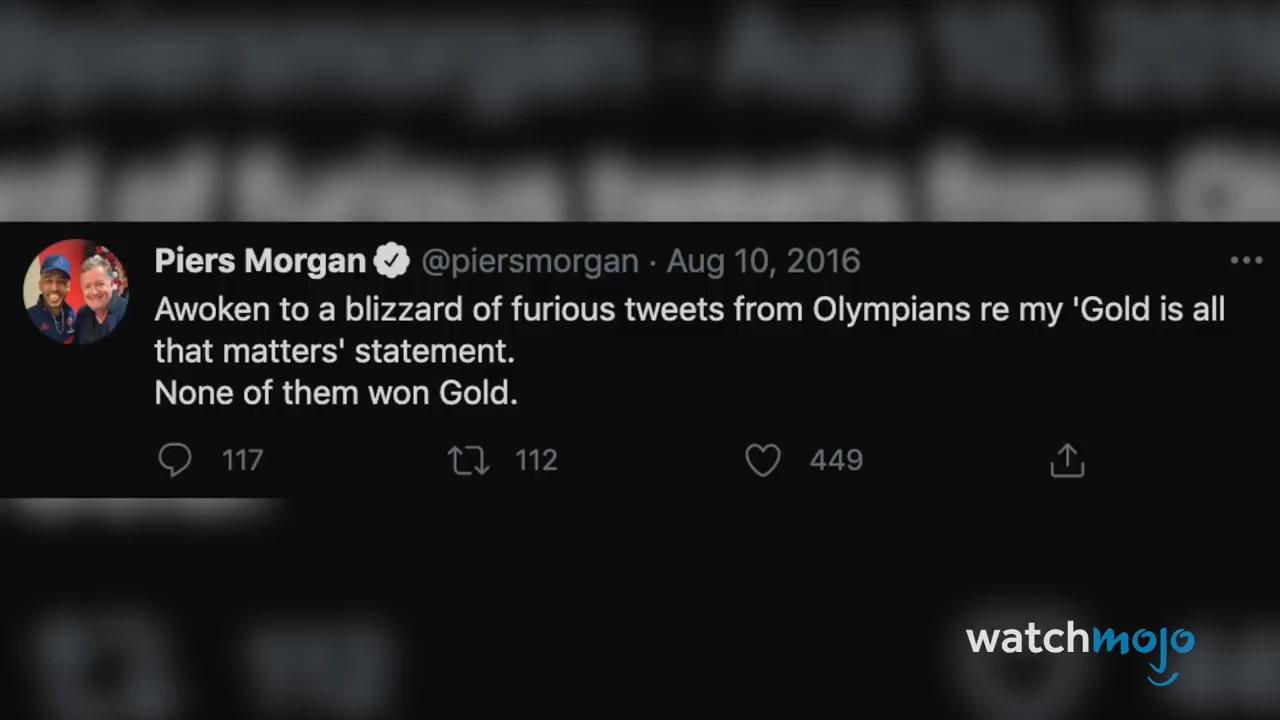 Piers Morgan @piersmorgan · Aug 10, 2016
Awoken to a blizzard of furious tweets from Olympians re my 'Gold is all
that matters' statement.
None of them won Gold.
117 112 449
watchmojo